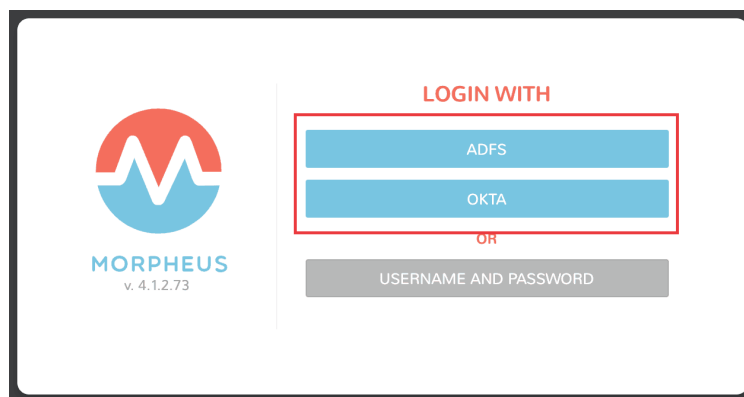 LOGIN WITH
ADFS
OKTA
OR
USERNAME AND PASSWORD
MORPHEUS
v. 4.1.2.73